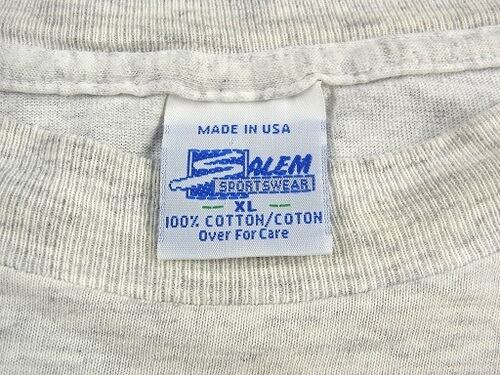 MADE IN USA
SALEM
SPORTSWEAR
XL
100% COTTON/COTON
Over For Care